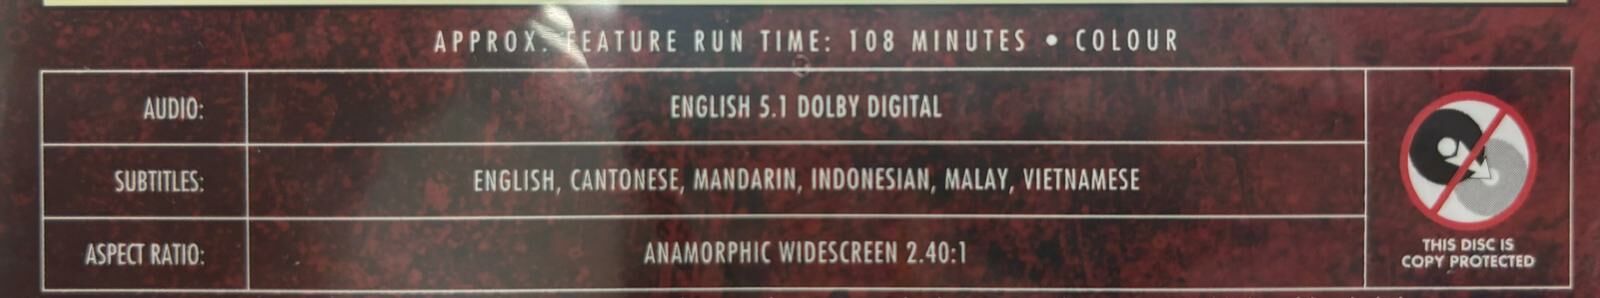 APPROX. FEATURE RUN TIME: 108 MINUTES • COLOUR
AUDIO: ENGLISH 5.1 DOLBY DIGITAL
SUBTITLES: ENGLISH, CANTONESE, MANDARIN, INDONESIAN, MALAY, VIETNAMESE
ASPECT RATIO: ANAMORPHIC WIDESCREEN 2.40:1
THIS DISC IS
COPY PROTECTED